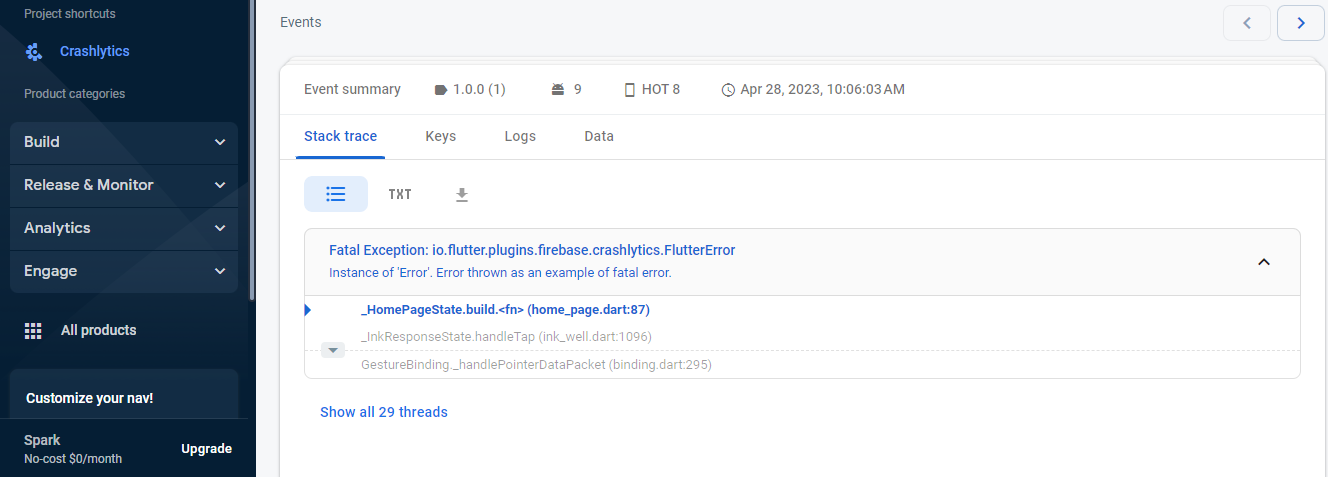 Project shortcuts
Crashlytics
Product categories
Build
Release & Monitor
Analytics
Engage
All products
Customize your nav!
Spark
No-cost $0/month
Upgrade
Events
Event summary 1.0.0 (1) 9 HOT 8 Apr 28, 2023, 10:06:03 AM
Stack trace Keys Logs Data
TXT
Fatal Exception: io.flutter.plugins.firebase.crashlytics.FlutterError
Instance of 'Error'. Error thrown as an example of fatal error.
_HomePageState.build.<fn> (home_page.dart:87)
_InkResponseState.handleTap (ink_well.dart:1096)
GestureBinding._handlePointerDataPacket (binding.dart:295)
Show all 29 threads